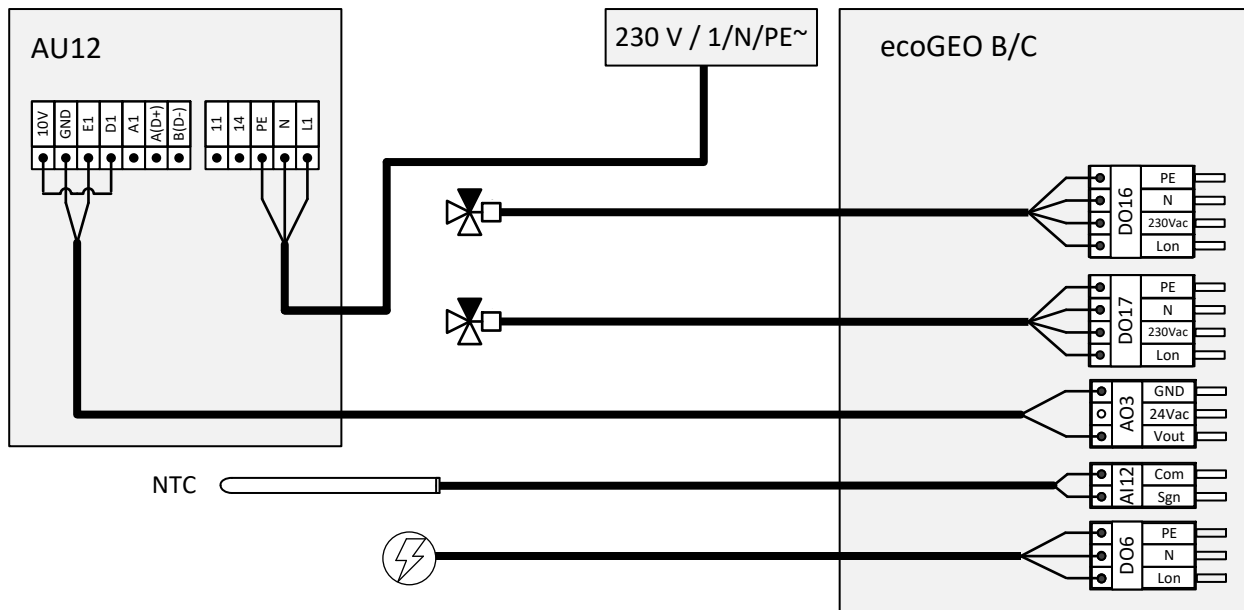 AU12
230 V / 1/N/PE~
ecoGEO B/C
10V
GND
E1
D1
A1
A(D+)
B(D-)
11
14
PE
N
L1
DO16
PE
N
230Vac
Lon
DO17
PE
N
230Vac
Lon
AO3
GND
24Vac
Vout
NTC
AI12
Com
Sgn
DO6
PE
N
Lon